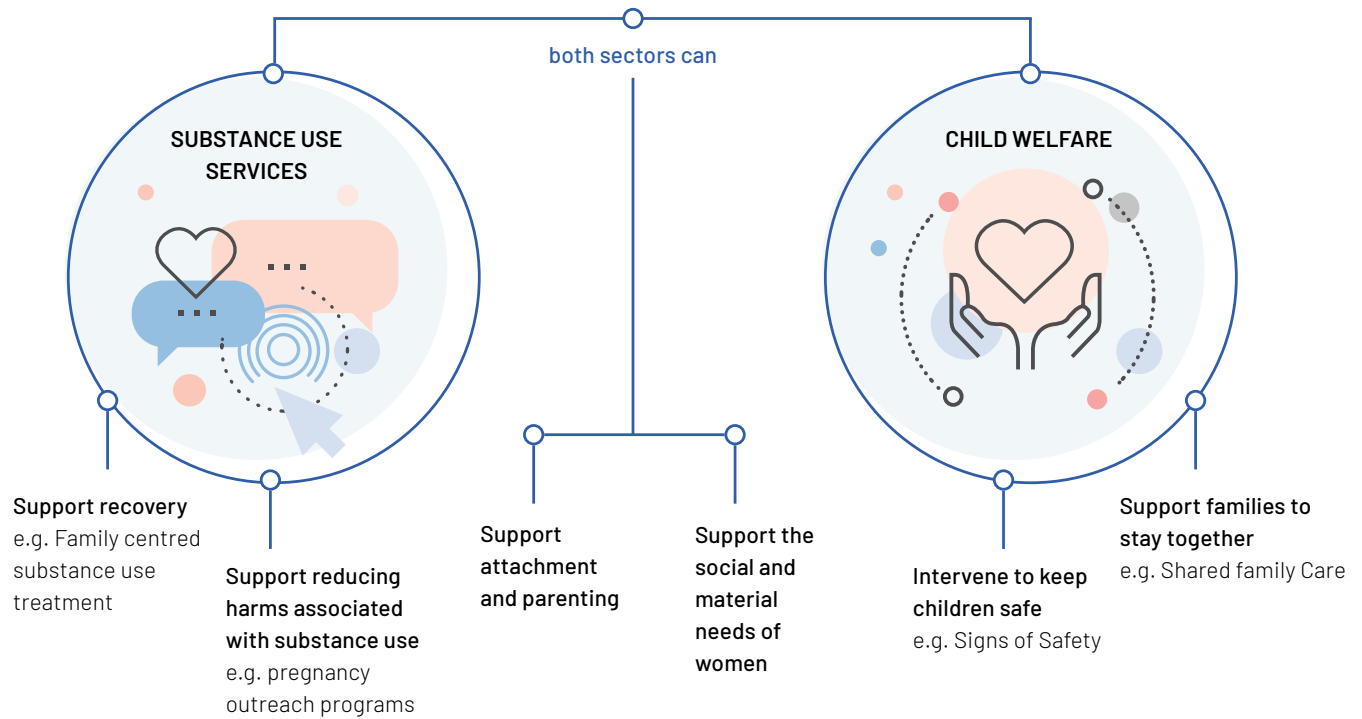 both sectors can
SUBSTANCE USE
SERVICES
CHILD WELFARE
Support recovery
e.g. Family centred
substance use
treatment
Support reducing
harms associated
with substance use
e.g. pregnancy
outreach programs
Support
attachment
and parenting
Support the
social and
material
needs of
women
Intervene to keep
children safe
e.g. Signs of Safety
Support families to
stay together
e.g. Shared family Care